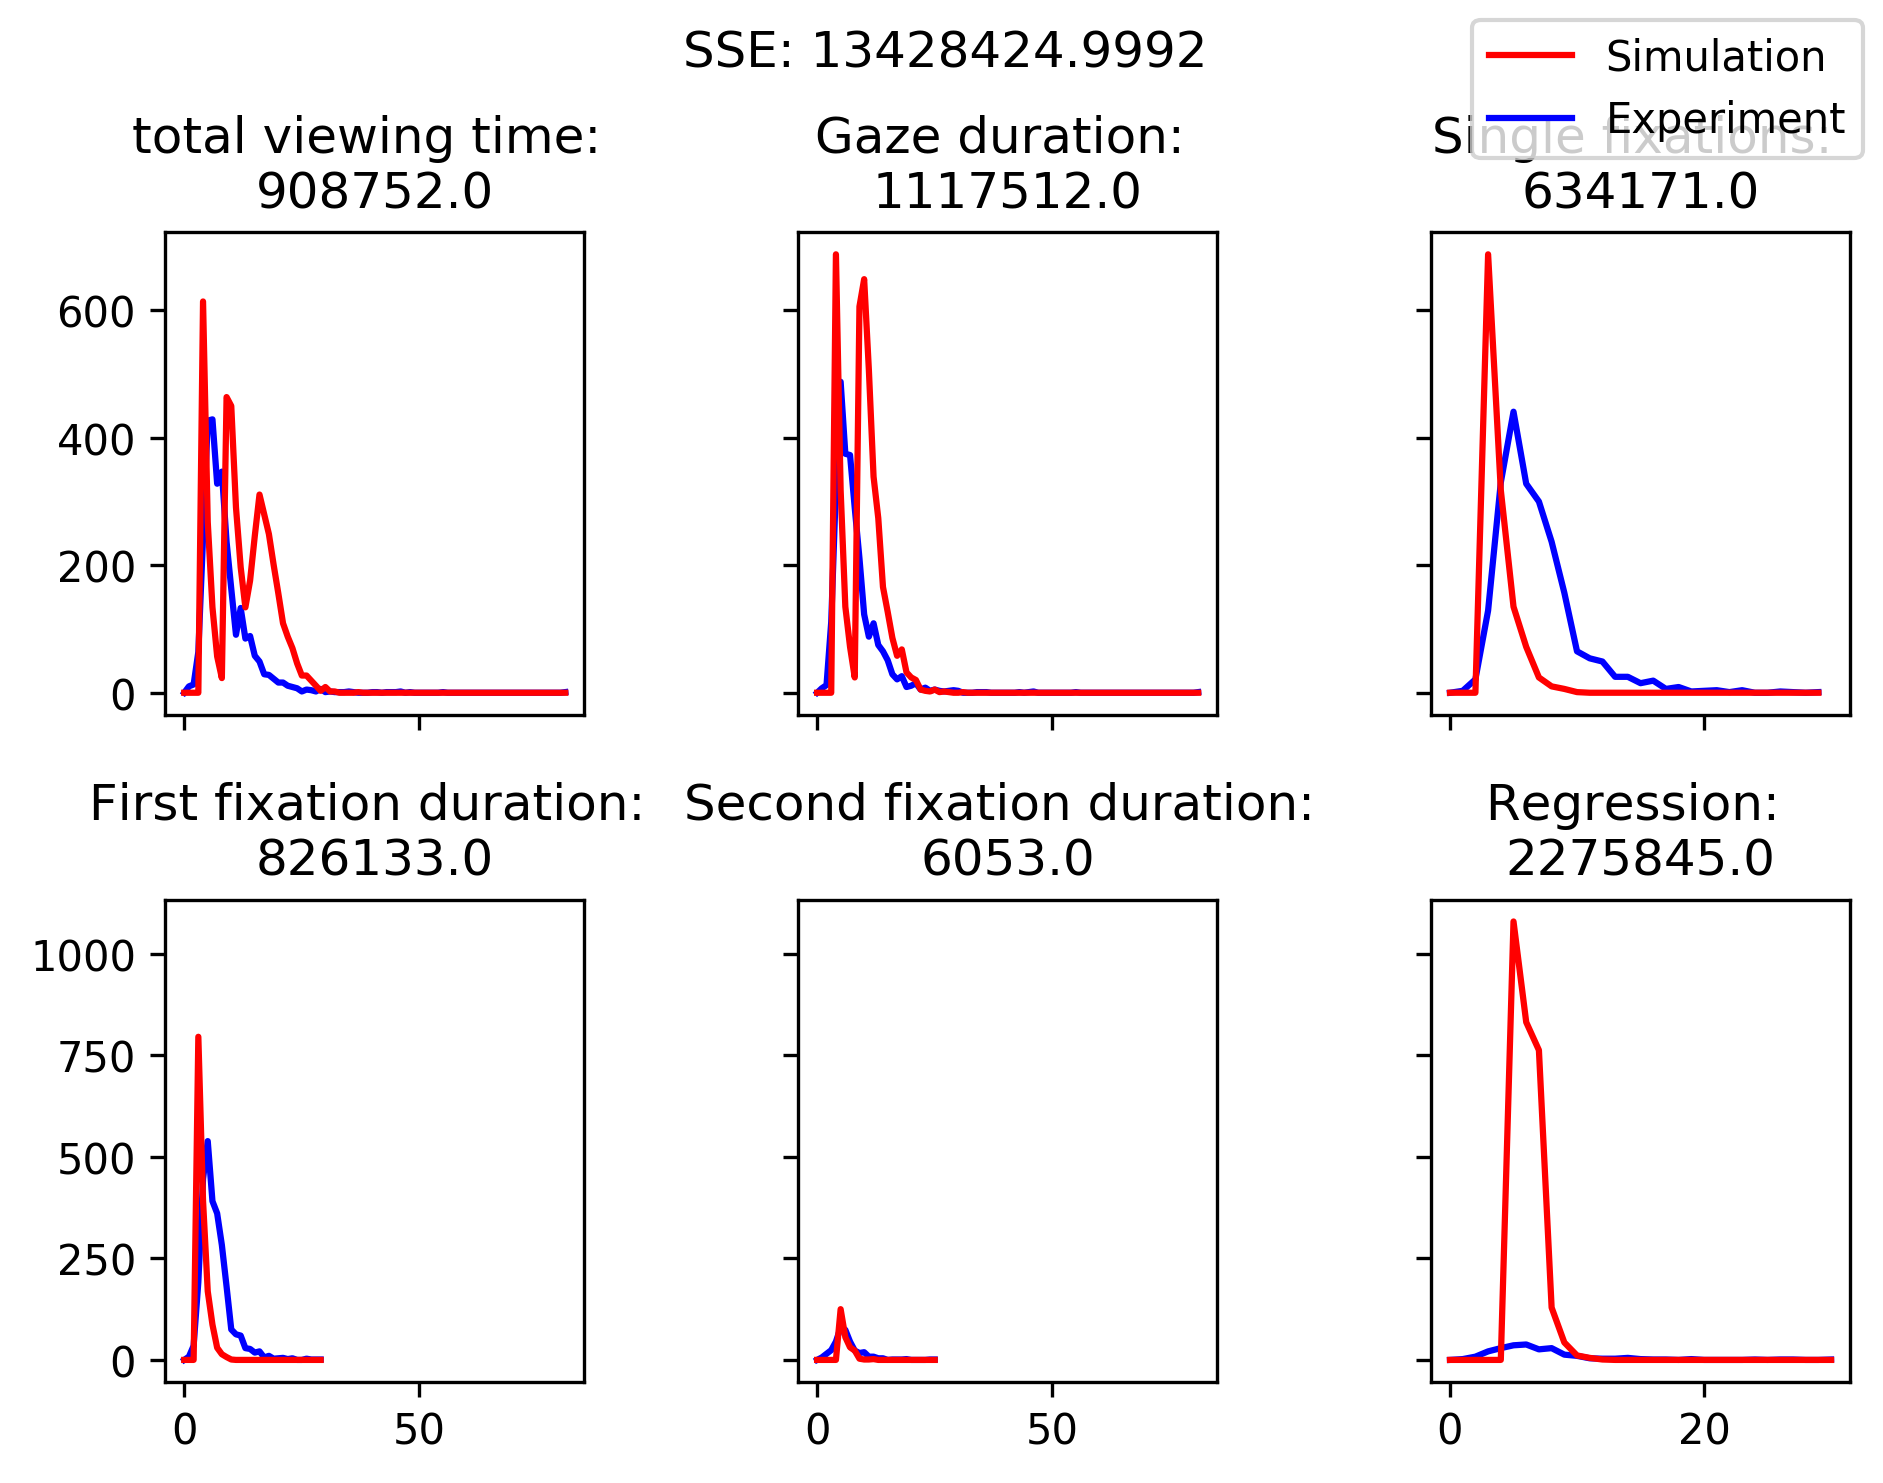 SSE: 13428424.9992
Simulation
Experiment
total viewing time:
908752.0
Gaze duration:
1117512.0
Single fixations:
634171.0
600
400
200
0
First fixation duration:
826133.0
Second fixation duration:
6053.0
Regression:
2275845.0
1000
750
500
250
0
0 50
0 50
0 20